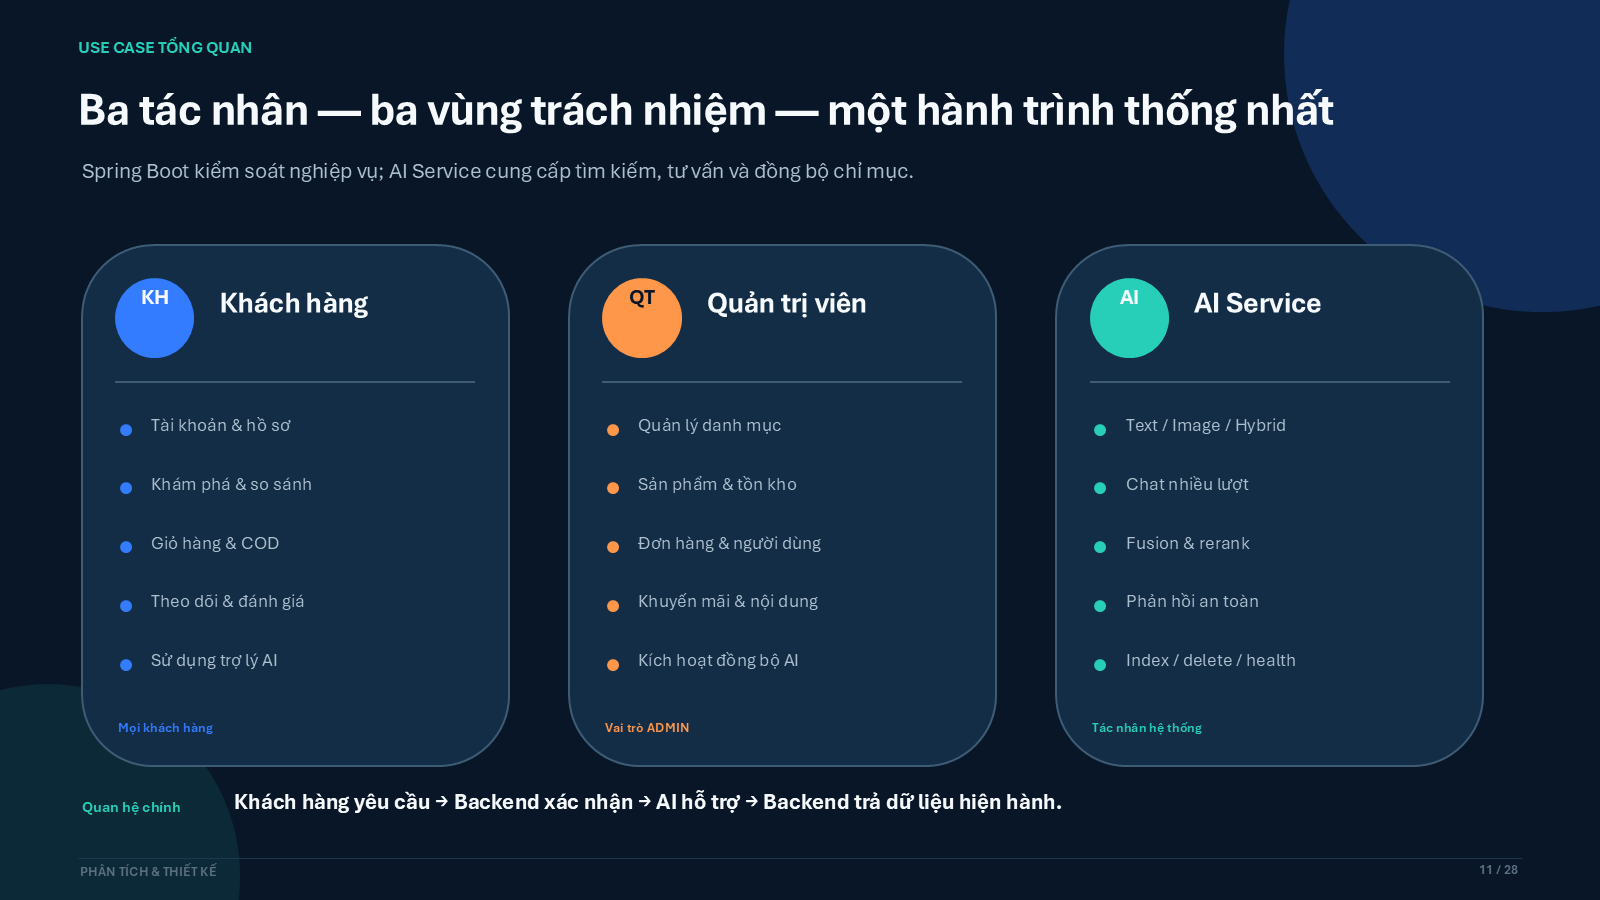 USE CASE TỔNG QUAN
Ba tác nhân — ba vùng trách nhiệm — một hành trình thống nhất
Spring Boot kiểm soát nghiệp vụ; AI Service cung cấp tìm kiếm, tư vấn và đồng bộ chỉ mục.
KH
Khách hàng
Tài khoản & hồ sơ
Khám phá & so sánh
Giỏ hàng & COD
Theo dõi & đánh giá
Sử dụng trợ lý AI
Mọi khách hàng
QT
Quản trị viên
Quản lý danh mục
Sản phẩm & tồn kho
Đơn hàng & người dùng
Khuyến mãi & nội dung
Kích hoạt đồng bộ AI
Vai trò ADMIN
AI
AI Service
Text / Image / Hybrid
Chat nhiều lượt
Fusion & rerank
Phản hồi an toàn
Index / delete / health
Tác nhân hệ thống
Quan hệ chính
Khách hàng yêu cầu → Backend xác nhận → AI hỗ trợ → Backend trả dữ liệu hiện hành.
PHÂN TÍCH & THIẾT KẾ
11 / 28